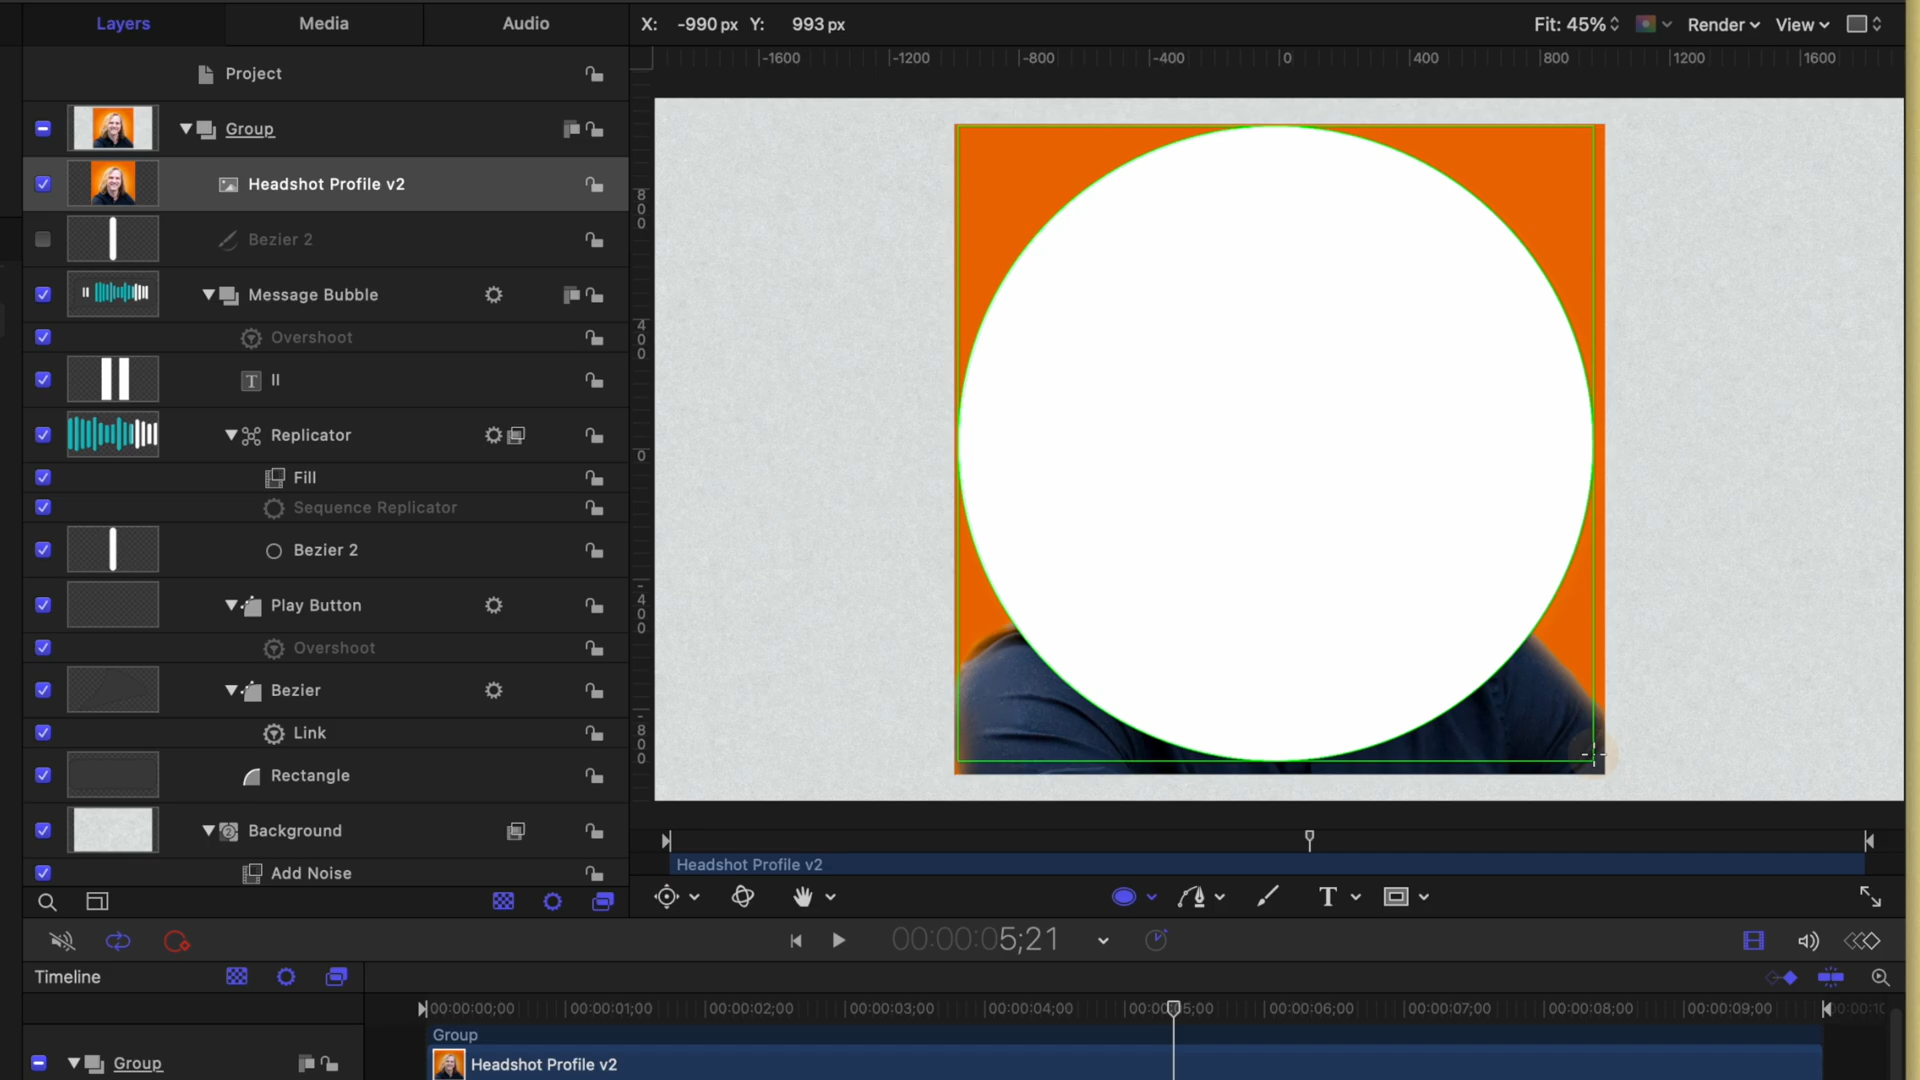 Layers Media Audio X: -990 px Y: 993 px Fit: 45% Render View
-1600 -1200 -800 -400 0 400 800 1200 1600
Project
Group
Headshot Profile v2
Bezier 2
Message Bubble
Overshoot
T II
Replicator
Fill
Sequence Replicator
Bezier 2
Play Button
Overshoot
Bezier
Link
Rectangle
2 Background
Add Noise
800
400
0
-400
-800
Headshot Profile v2
T
00:00:05;21
Timeline
00:00:00;00 00:00:01;00 00:00:02;00 00:00:03;00 00:00:04;00 00:00:05;00 00:00:06;00 00:00:07;00 00:00:08;00 00:00:09;00
Group
Group
Headshot Profile v2